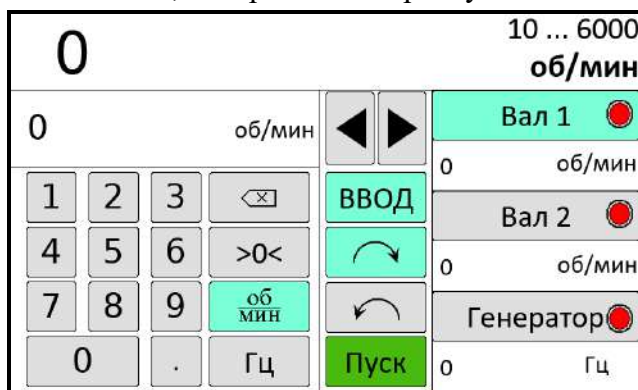 0
10 ... 6000
об/мин
0 об/мин
Вал 1
0 об/мин
1 2 3 ВВОД
Вал 2
4 5 6 >0<
0 об/мин
7 8 9 об
мин
Генератор
0 . Гц Пуск
0 Гц